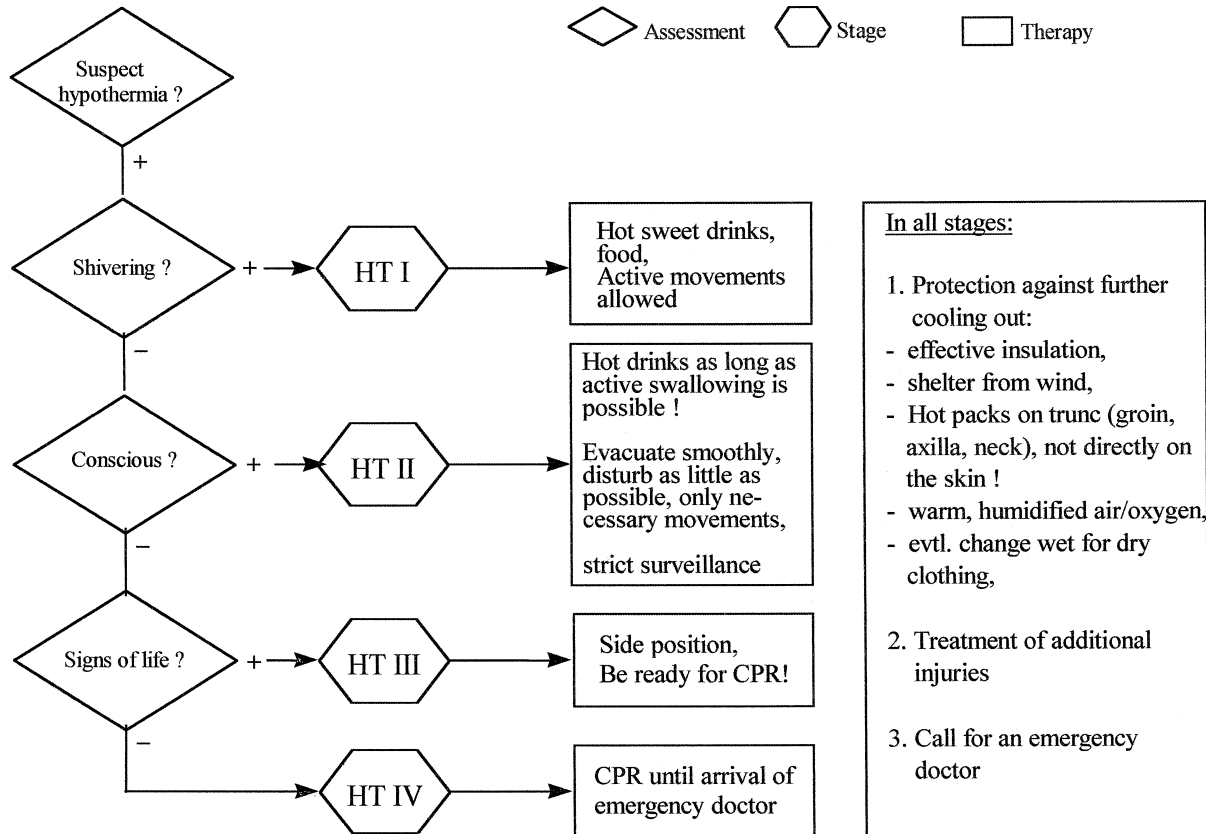 Assessment
Stage
Therapy
Suspect
hypothermia ?
+
Shivering ?
+
HT I
Hot sweet drinks,
food,
Active movements
allowed
−
Conscious ?
+
HT II
Hot drinks as long as
active swallowing is
possible !
Evacuate smoothly,
disturb as little as
possible, only ne-
cessary movements,
strict surveillance
−
Signs of life ?
+
HT III
Side position,
Be ready for CPR!
−
HT IV
CPR until arrival of
emergency doctor
In all stages:
1. Protection against further
cooling out:
- effective insulation,
- shelter from wind,
- Hot packs on trunc (groin,
axilla, neck), not directly on
the skin !
- warm, humidified air/oxygen,
- evtl. change wet for dry
clothing,
2. Treatment of additional
injuries
3. Call for an emergency
doctor